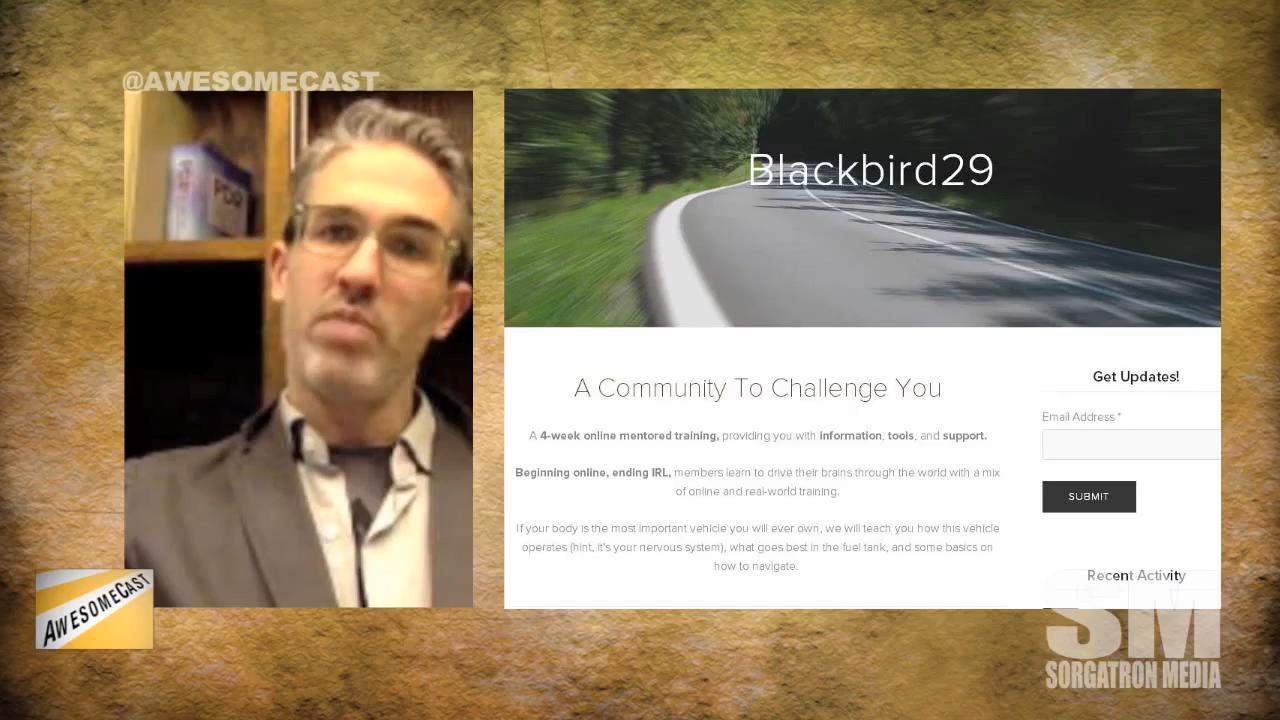 @AWESOMECAST
PDR
Blackbird29
A Community To Challenge You
A 4-week online mentored training, providing you with information, tools, and support.
Beginning online, ending IRL, members learn to drive their brains through the world with a mix
of online and real-world training.
If your body is the most important vehicle you will ever own, we will teach you how this vehicle
operates (hint, it's your nervous system), what goes best in the fuel tank, and some basics on
how to navigate.
Get Updates!
Email Address *
SUBMIT
Recent Activity
AWESOMECAST
SM
SORGATRON MEDIA